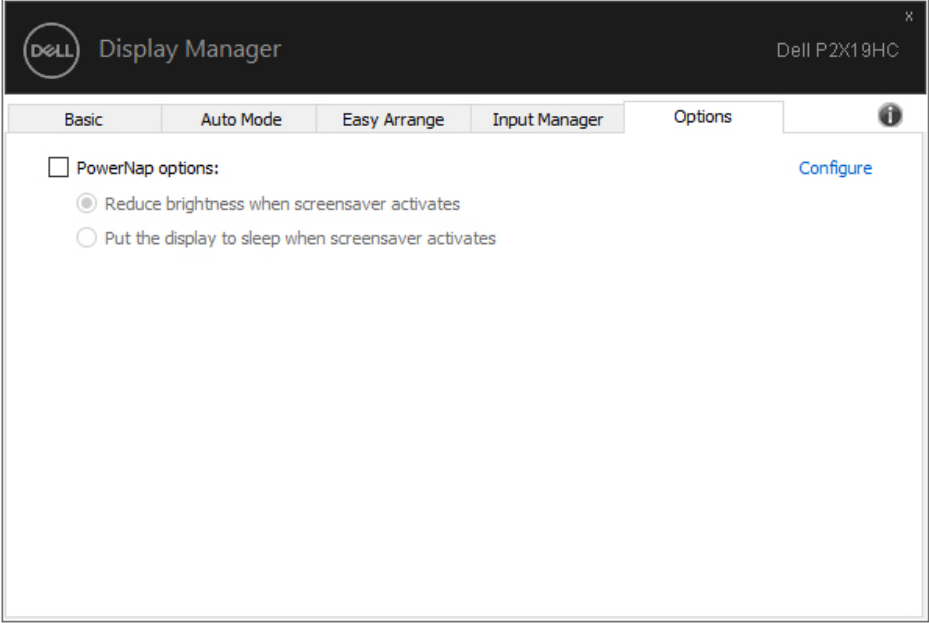 x
DELL Display Manager Dell P2X19HC
Basic Auto Mode Easy Arrange Input Manager Options i
PowerNap options: Configure
Reduce brightness when screensaver activates
Put the display to sleep when screensaver activates